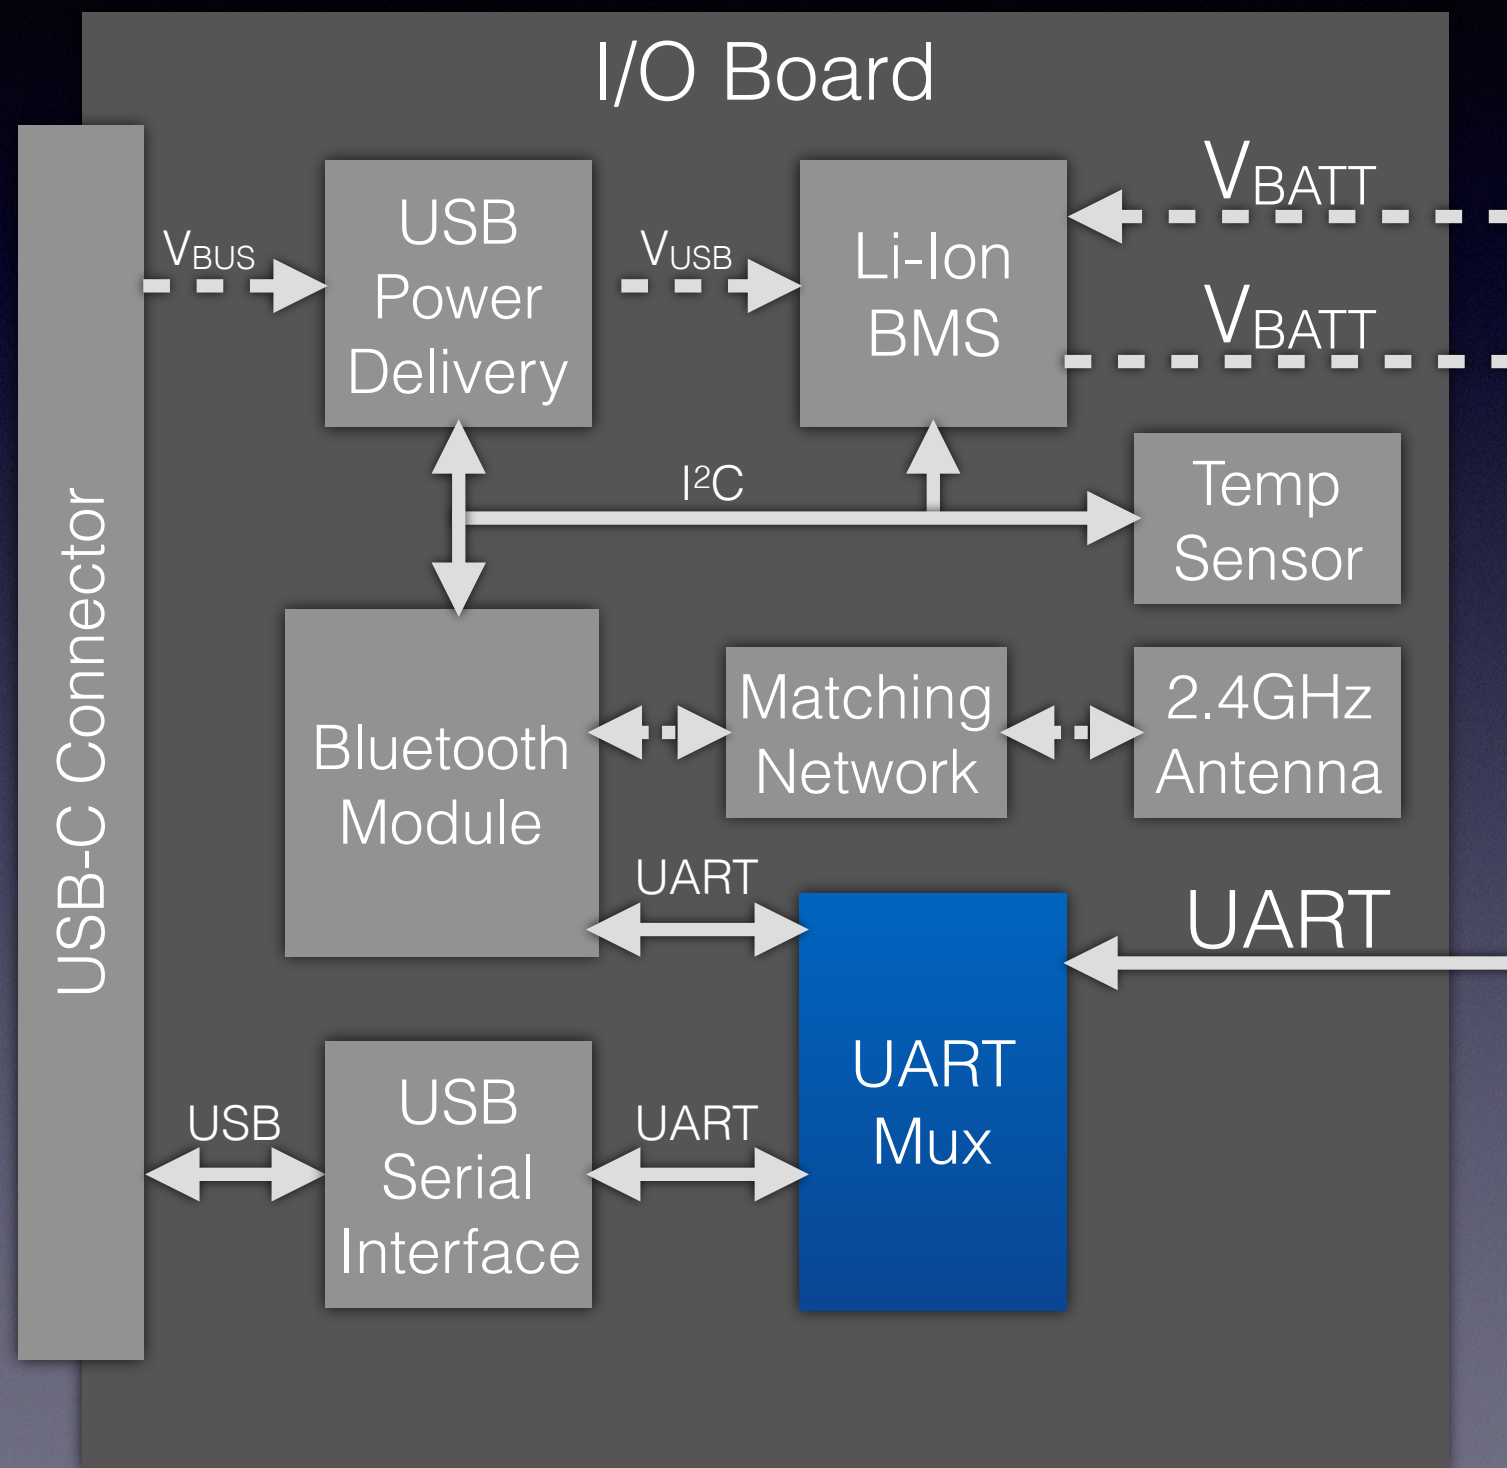 I/O Board
USB-C Connector
VBUS
USB
Power
Delivery
VUSB
Li-Ion
BMS
VBATT
VBATT
I²C
Temp
Sensor
Bluetooth
Module
Matching
Network
2.4GHz
Antenna
UART
UART
USB
USB
Serial
Interface
UART
UART
Mux